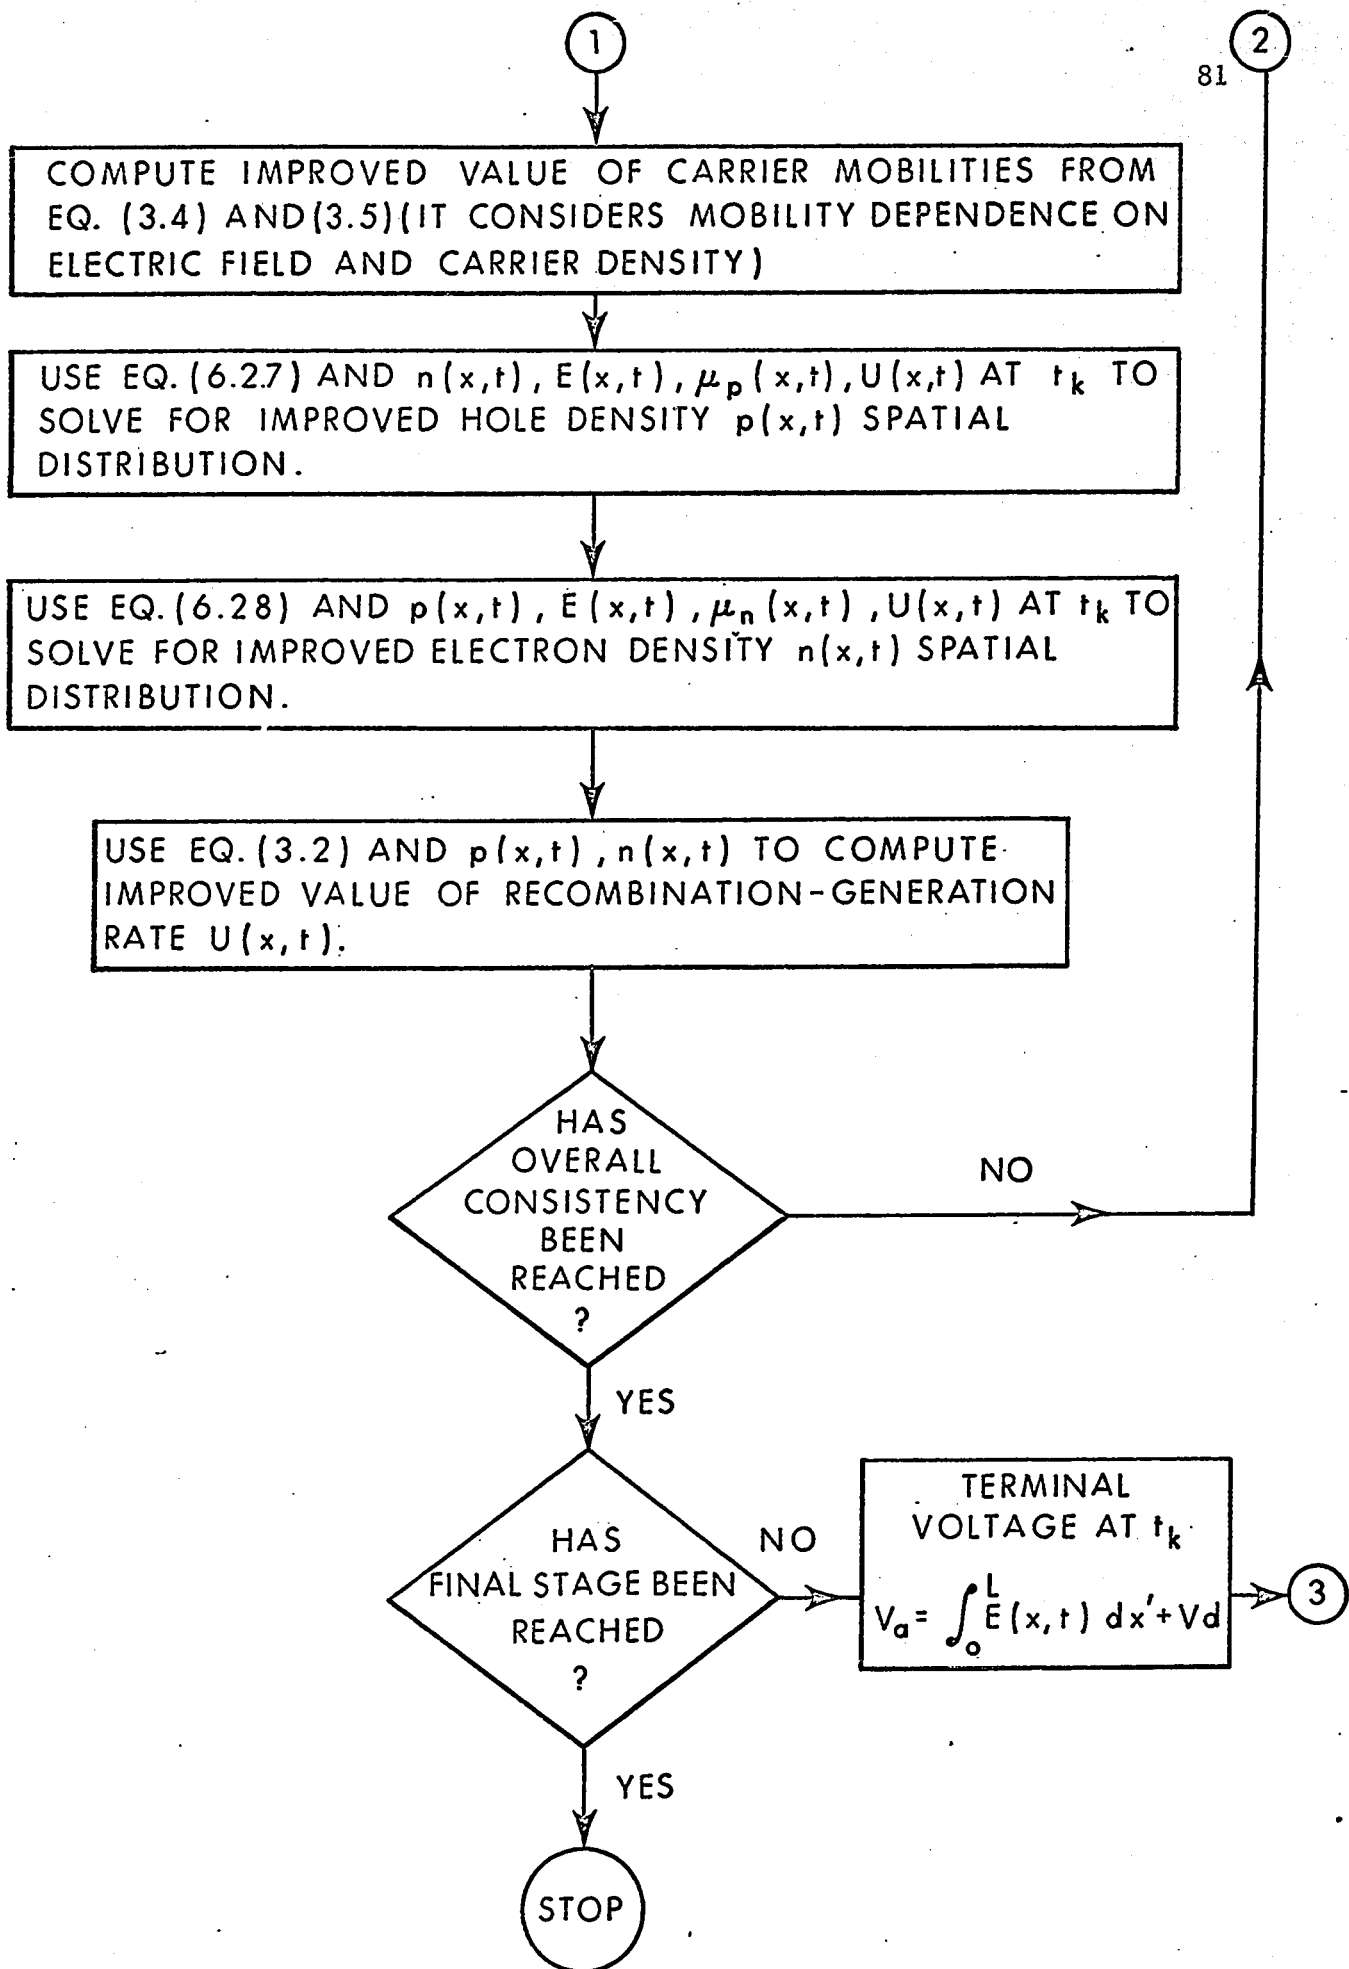 1
2
81
COMPUTE IMPROVED VALUE OF CARRIER MOBILITIES FROM
EQ. (3.4) AND (3.5) (IT CONSIDERS MOBILITY DEPENDENCE ON
ELECTRIC FIELD AND CARRIER DENSITY)
USE EQ. (6.2.7) AND n(x,t), E(x,t), μp(x,t), U(x,t) AT tk TO
SOLVE FOR IMPROVED HOLE DENSITY p(x,t) SPATIAL
DISTRIBUTION.
USE EQ. (6.28) AND p(x,t), E(x,t), μn(x,t), U(x,t) AT tk TO
SOLVE FOR IMPROVED ELECTRON DENSITY n(x,t) SPATIAL
DISTRIBUTION.
USE EQ. (3.2) AND p(x,t), n(x,t) TO COMPUTE
IMPROVED VALUE OF RECOMBINATION-GENERATION
RATE U(x,t).
HAS
OVERALL
CONSISTENCY
BEEN
REACHED
?
NO
YES
HAS
FINAL STAGE BEEN
REACHED
?
NO
TERMINAL
VOLTAGE AT tk
Va = ∫₀ᴸ E(x,t) dx' + Vd
3
YES
STOP